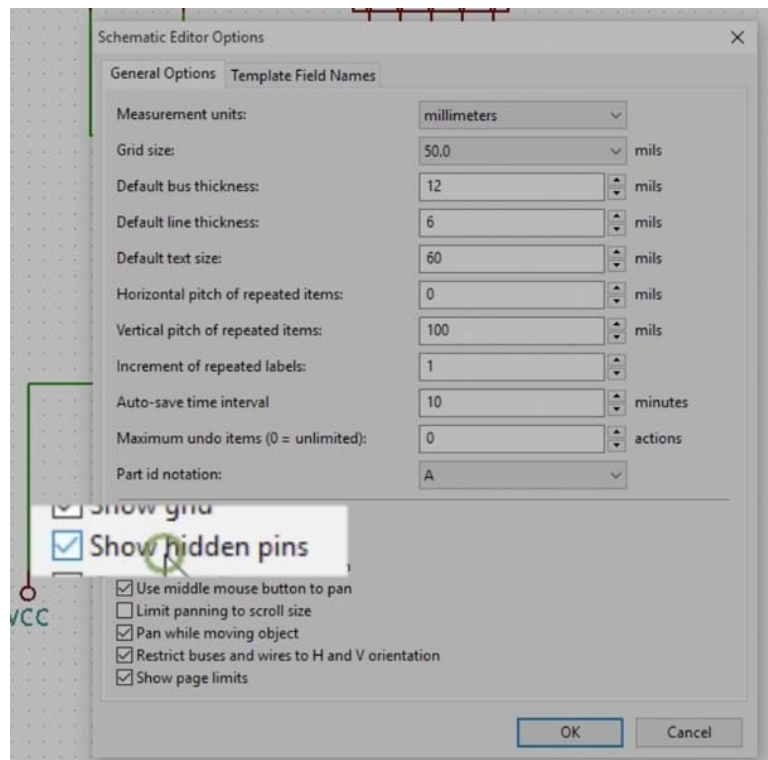 Schematic Editor Options
General Options Template Field Names
Measurement units: millimeters
Grid size: 50.0 mils
Default bus thickness: 12 mils
Default line thickness: 6 mils
Default text size: 60 mils
Horizontal pitch of repeated items: 0 mils
Vertical pitch of repeated items: 100 mils
Increment of repeated labels: 1
Auto-save time interval 10 minutes
Maximum undo items (0 = unlimited): 0 actions
Part id notation: A
Show grid
Show hidden pins
Use middle mouse button to pan
VCC
Limit panning to scroll size
Pan while moving object
Restrict buses and wires to H and V orientation
Show page limits
OK Cancel